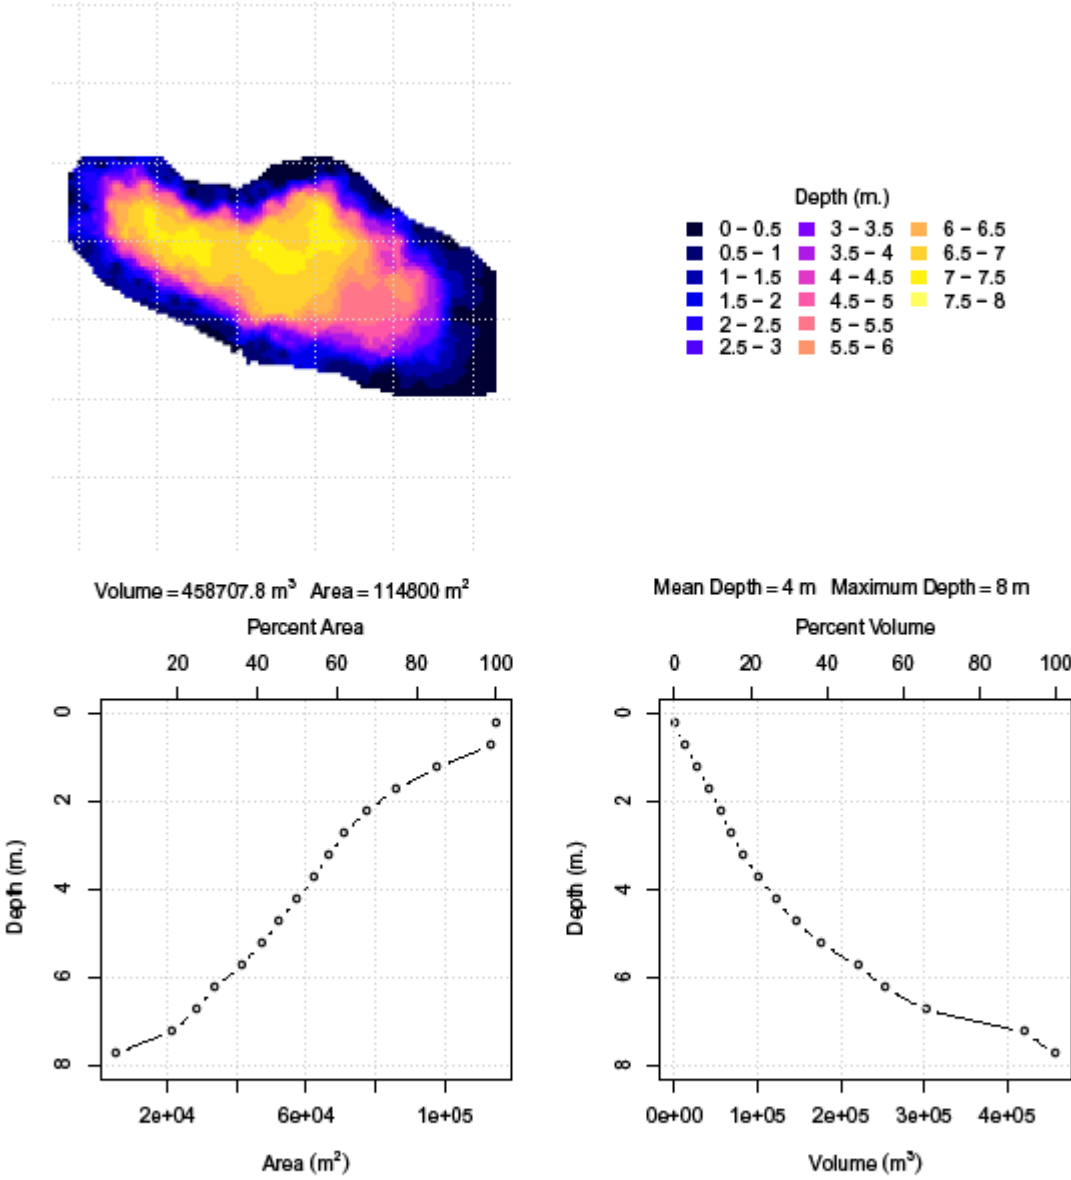 Depth (m.)
0 – 0.5 3 – 3.5 6 – 6.5
0.5 – 1 3.5 – 4 6.5 – 7
1 – 1.5 4 – 4.5 7 – 7.5
1.5 – 2 4.5 – 5 7.5 – 8
2 – 2.5 5 – 5.5
2.5 – 3 5.5 – 6
Volume = 458707.8 m³ Area = 114800 m²
Mean Depth = 4 m Maximum Depth = 8 m
Percent Area
20 40 60 80 100
0
2
4
6
8
Depth (m.)
2e+04 6e+04 1e+05
Area (m²)
Percent Volume
0 20 40 60 80 100
0
2
4
6
8
Depth (m.)
0e+00 1e+05 2e+05 3e+05 4e+05
Volume (m³)